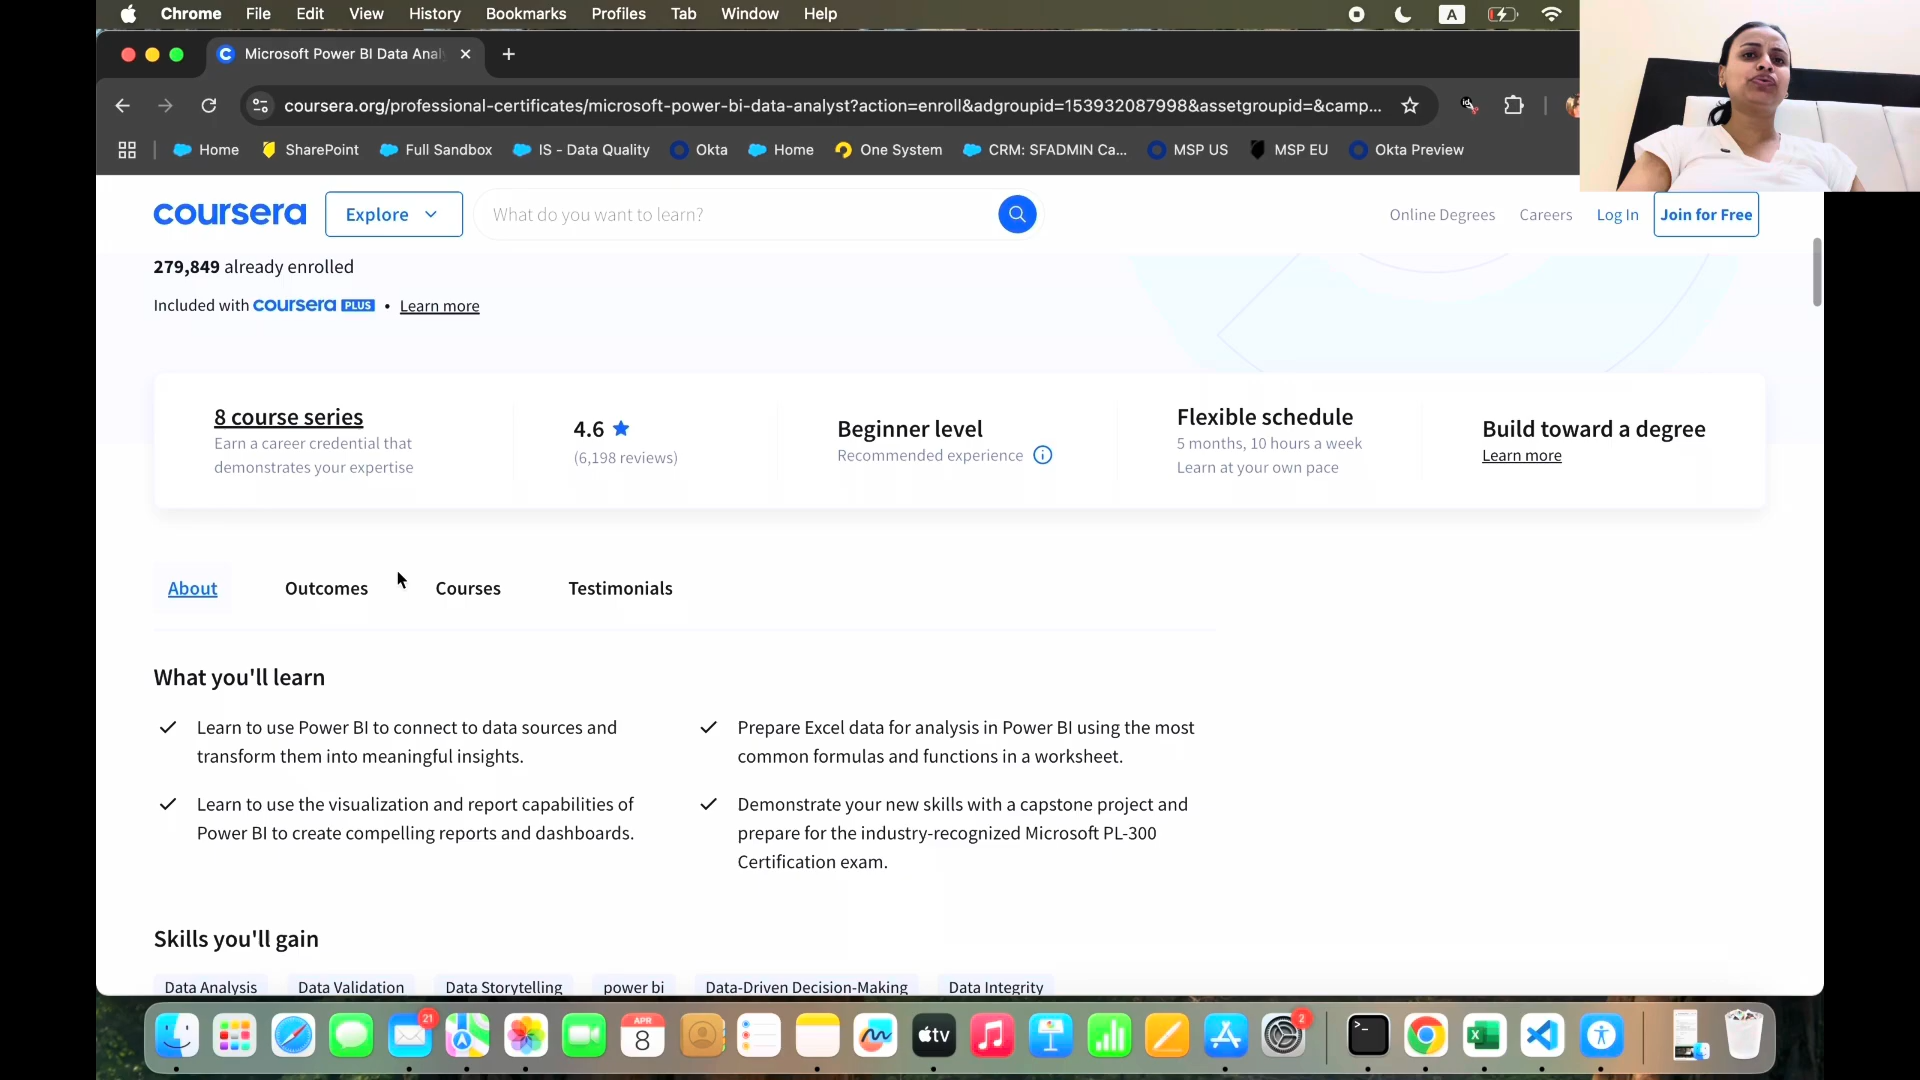 Chrome File Edit View History Bookmarks Profiles Tab Window Help
A
Microsoft Power BI Data Anal
coursera.org/professional-certificates/microsoft-power-bi-data-analyst?action=enroll&adgroupid=153932087998&assetgroupid=&camp...
Home SharePoint Full Sandbox IS - Data Quality Okta Home One System CRM: SFADMIN Ca... MSP US MSP EU Okta Preview
coursera Explore What do you want to learn? Online Degrees Careers Log In Join for Free
279,849 already enrolled
Included with coursera PLUS • Learn more
8 course series
Earn a career credential that
demonstrates your expertise
4.6
(6,198 reviews)
Beginner level
Recommended experience
Flexible schedule
5 months, 10 hours a week
Learn at your own pace
Build toward a degree
Learn more
About Outcomes Courses Testimonials
What you'll learn
Learn to use Power BI to connect to data sources and
transform them into meaningful insights.
Prepare Excel data for analysis in Power BI using the most
common formulas and functions in a worksheet.
Learn to use the visualization and report capabilities of
Power BI to create compelling reports and dashboards.
Demonstrate your new skills with a capstone project and
prepare for the industry-recognized Microsoft PL-300
Certification exam.
Skills you'll gain
Data Analysis Data Validation Data Storytelling power bi Data-Driven Decision-Making Data Integrity
21
APR
8
tv
2